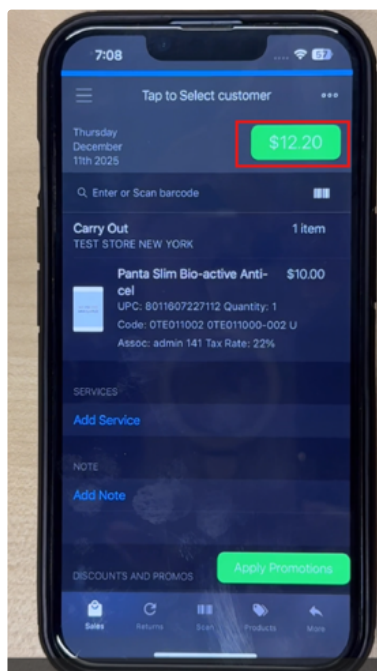 7:08
57
Tap to Select customer
Thursday
December
11th 2025
$12.20
Enter or Scan barcode
Carry Out
1 item
TEST STORE NEW YORK
Panta Slim Bio-active Anti-
$10.00
cel
UPC: 8011607227112 Quantity: 1
Code: 0TE011002 0TE011000-002 U
Assoc: admin 141 Tax Rate: 22%
SERVICES
Add Service
NOTE
Add Note
DISCOUNTS AND PROMOS
Apply Promotions
Sales
Returns
Scan
Products
More